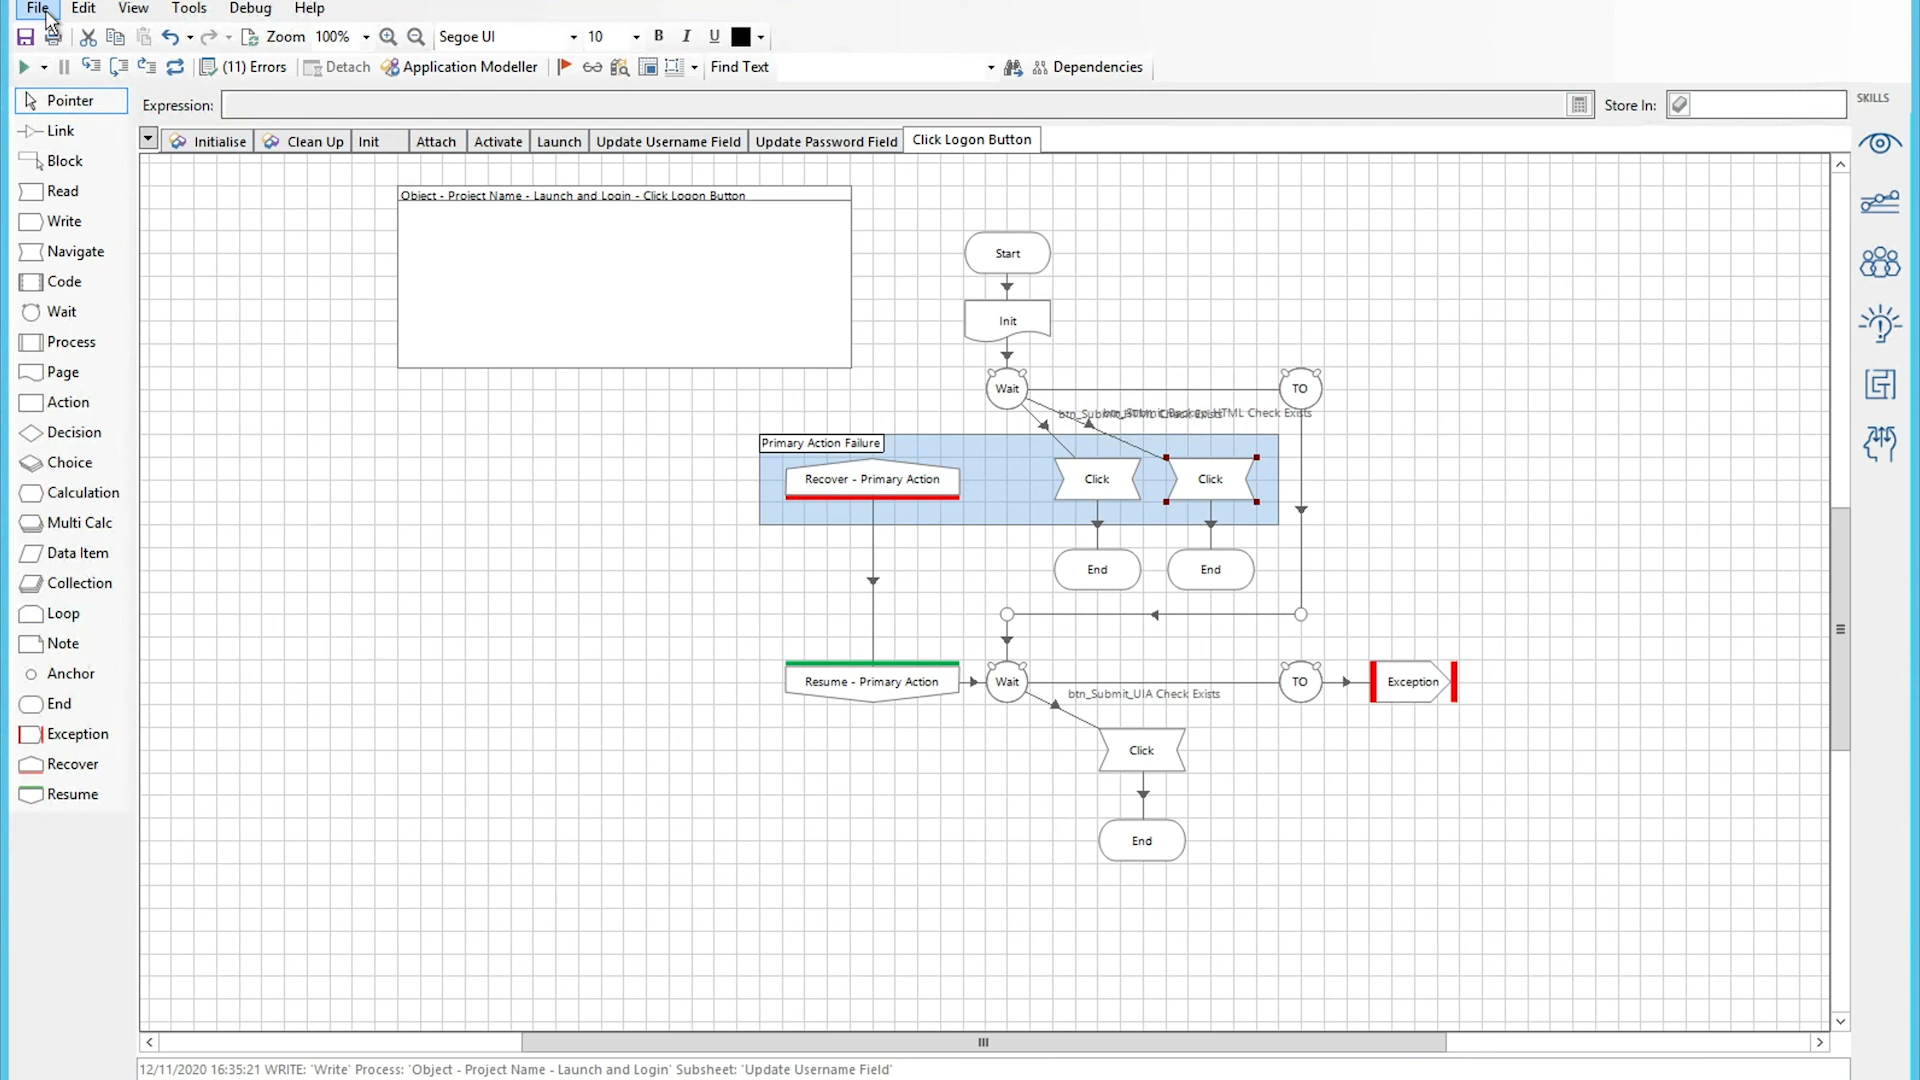 File Edit View Tools Debug Help
Zoom 100% Segoe UI 10 B I U
(11) Errors Detach Application Modeller Find Text Dependencies
Pointer
Link
Block
Read
Write
Navigate
Code
Wait
Process
Page
Action
Decision
Choice
Calculation
Multi Calc
Data Item
Collection
Loop
Note
Anchor
End
Exception
Recover
Resume
Expression:
Store In:
SKILLS
Initialise Clean Up Init Attach Activate Launch Update Username Field Update Password Field Click Logon Button
Object - Project Name - Launch and Login - Click Logon Button
Start
Init
Wait
TO
HTML Check Exists
Primary Action Failure
Recover - Primary Action
Click
Click
End
End
Resume - Primary Action
Wait
TO
Exception
btn_Submit_UIA Check Exists
Click
End
12/11/2020 16:35:21 WRITE: 'Write' Process: 'Object - Project Name - Launch and Login' Subsheet: 'Update Username Field'